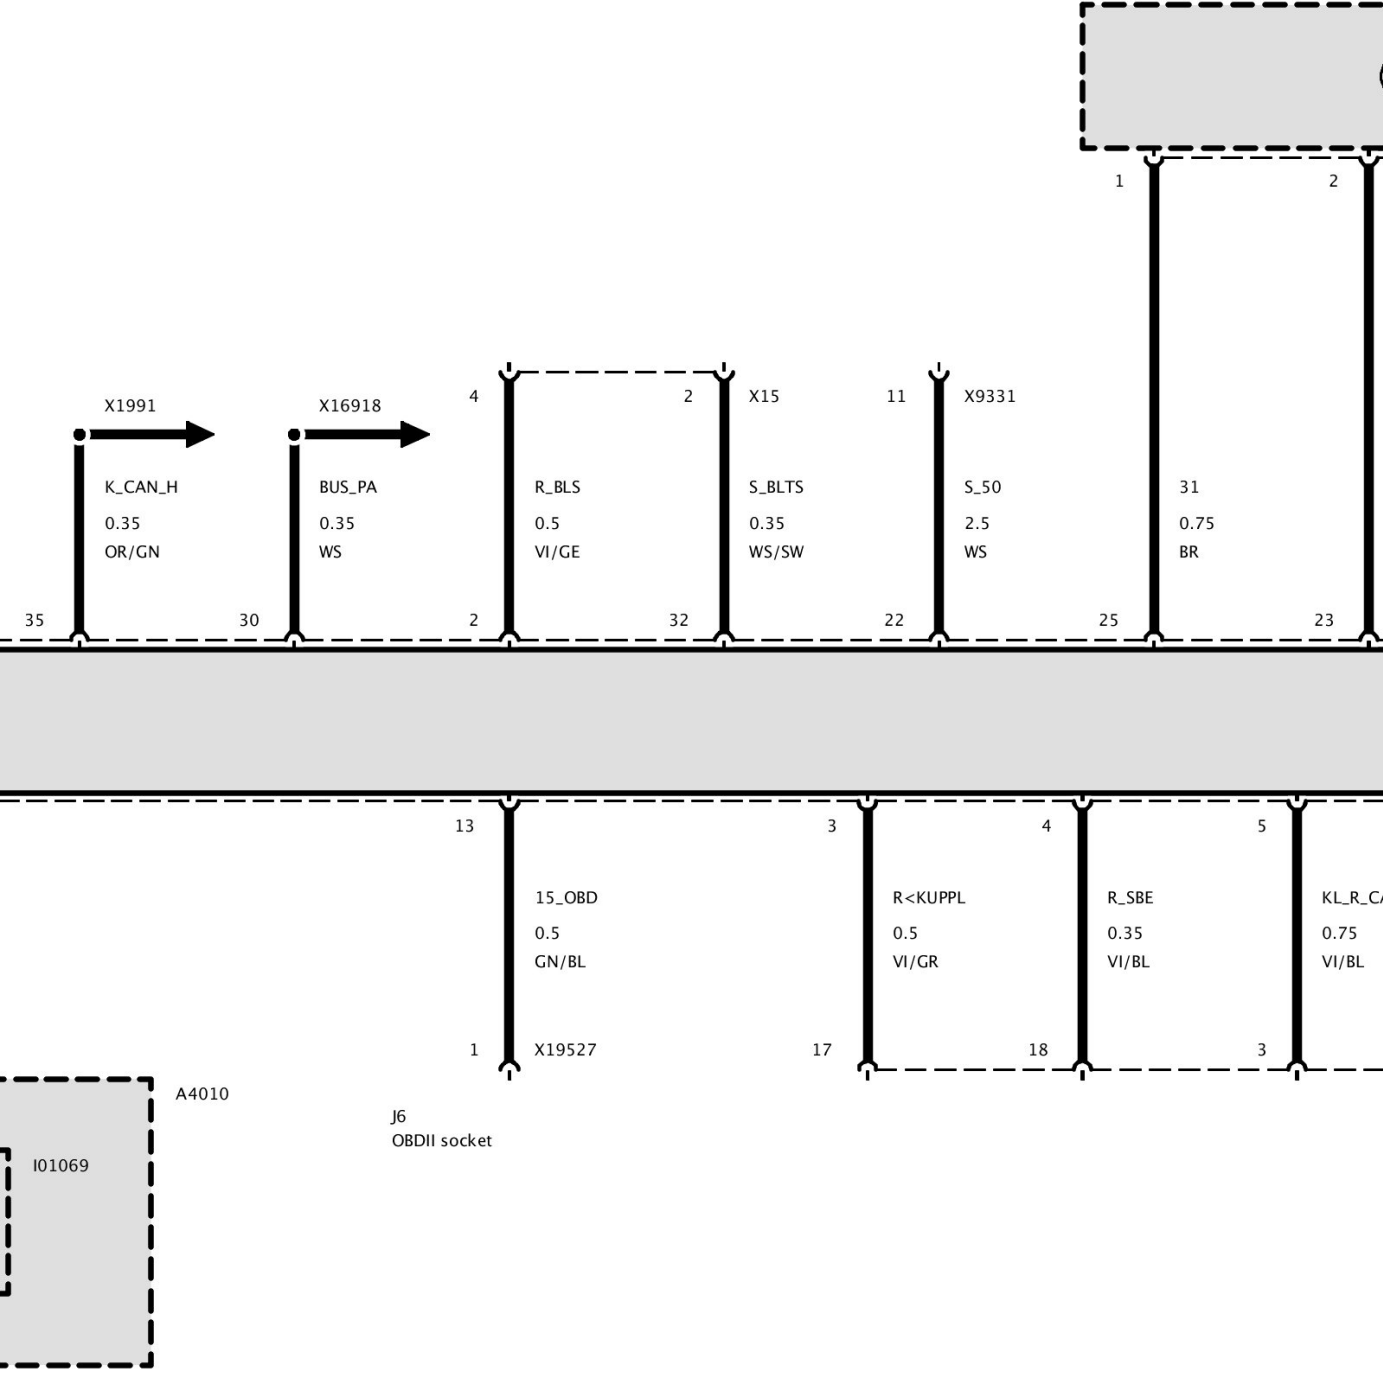 1
2
4
2
X15
11
X9331
X1991
X16918
K_CAN_H
BUS_PA
R_BLS
S_BLTS
S_50
31
0.35
0.35
0.5
0.35
2.5
0.75
OR/GN
WS
VI/GE
WS/SW
WS
BR
35
30
2
32
22
25
23
13
3
4
5
15_OBD
R<KUPPL
R_SBE
0.5
0.5
0.35
0.75
GN/BL
VI/GR
VI/BL
VI/BL
1
X19527
17
18
3
A4010
J6
OBDII socket
I01069